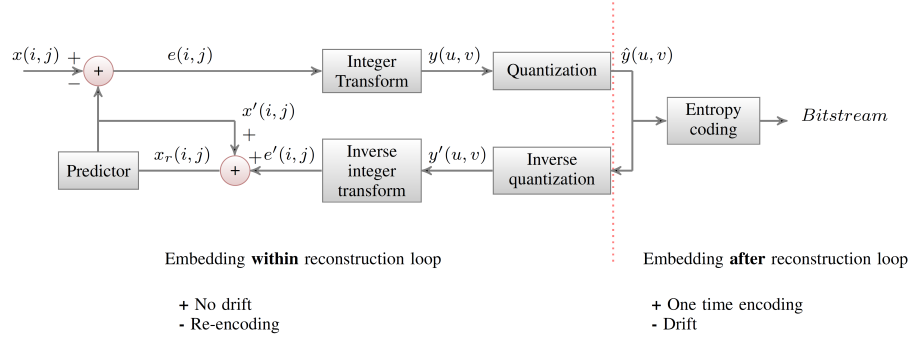 x(i, j) +
−
+
e(i, j)
Integer
Transform
y(u, v)
Quantization
ŷ(u, v)
Entropy
coding
Bitstream
x′(i, j)
+
Predictor
x_r(i, j)
+
+e′(i, j)
Inverse
integer
transform
y′(u, v)
Inverse
quantization
Embedding within reconstruction loop
+ No drift
- Re-encoding
Embedding after reconstruction loop
+ One time encoding
- Drift